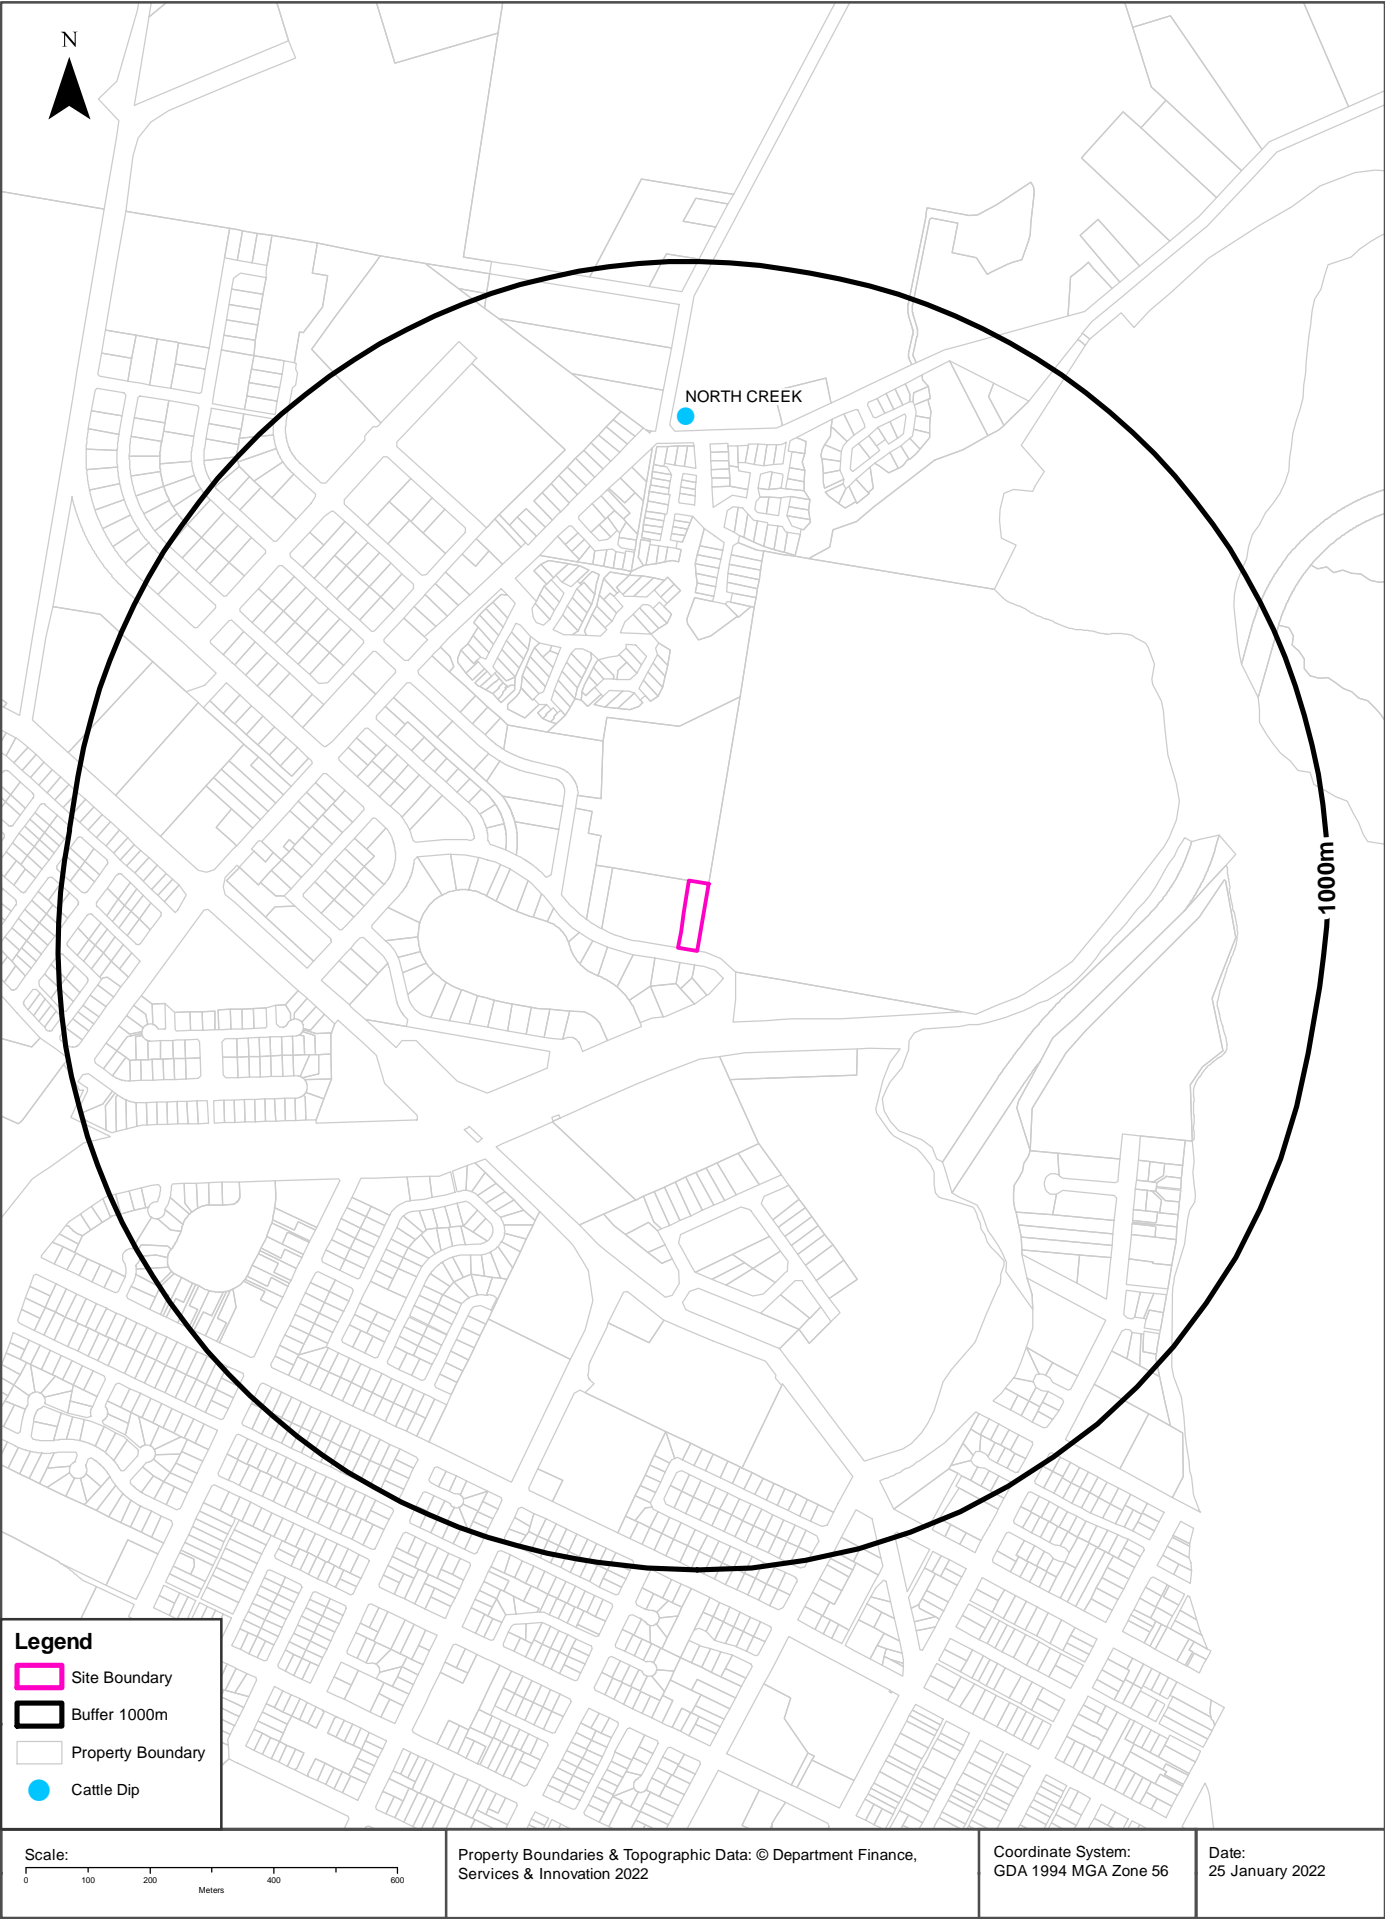 N
NORTH CREEK
1000m
Legend
Site Boundary
Buffer 1000m
Property Boundary
Cattle Dip
Scale:
0 100 200 400 600
Meters
Property Boundaries & Topographic Data: © Department Finance,
Services & Innovation 2022
Coordinate System:
GDA 1994 MGA Zone 56
Date:
25 January 2022